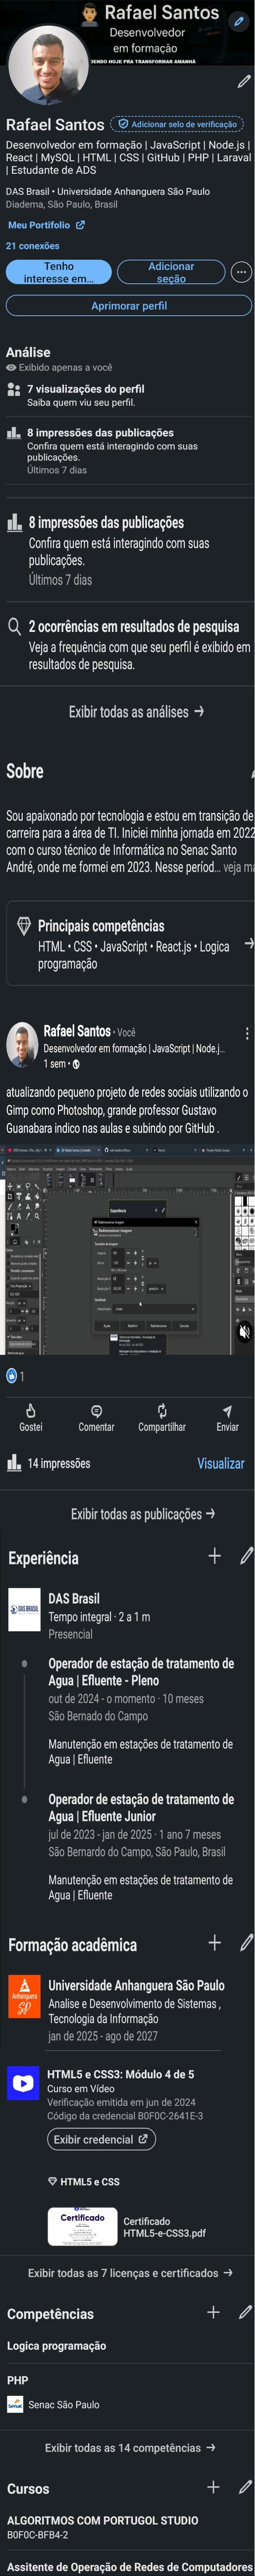 Rafael Santos
Desenvolvedor
em formação
ENDO HOJE PRA TRANSFORMAR AMANHÃ
Rafael Santos
Adicionar selo de verificação
Desenvolvedor em formação | JavaScript | Node.js |
React | MySQL | HTML | CSS | GitHub | PHP | Laravel
| Estudante de ADS
DAS Brasil • Universidade Anhanguera São Paulo
Diadema, São Paulo, Brasil
Meu Portifolio
21 conexões
Tenho
interesse em...
Adicionar
seção
Aprimorar perfil
Análise
Exibido apenas a você
7 visualizações do perfil
Saiba quem viu seu perfil.
8 impressões das publicações
Confira quem está interagindo com suas
publicações.
Últimos 7 dias
8 impressões das publicações
Confira quem está interagindo com suas
publicações.
Últimos 7 dias
2 ocorrências em resultados de pesquisa
Veja a frequência com que seu perfil é exibido em
resultados de pesquisa.
Exibir todas as análises →
Sobre
Sou apaixonado por tecnologia e estou em transição de
carreira para a área de TI. Iniciei minha jornada em 2022
com o curso técnico de Informática no Senac Santo
André, onde me formei em 2023. Nesse períod... veja ma
Principais competências
HTML • CSS • JavaScript • React.js • Logica
programação
Rafael Santos • Você
Desenvolvedor em formação | JavaScript | Node.j...
1 sem •
atualizando pequeno projeto de redes sociais utilizando o
Gimp como Photoshop, grande professor Gustavo
Guanabara indico nas aulas e subindo por GitHub .
Experiência
1
Gostei
Comentar
Compartilhar
Enviar
14 impressões
Visualizar
Exibir todas as publicações →
Experiência
DAS BRASIL
DAS Brasil
Tempo integral · 2 a 1 m
Presencial
Operador de estação de tratamento de
Agua | Efluente - Pleno
out de 2024 - o momento · 10 meses
São Bernado do Campo
Manutenção em estações de tratamento de
Agua | Efluente
Operador de estação de tratamento de
Agua | Efluente Junior
jul de 2023 - jan de 2025 · 1 ano 7 meses
São Bernardo do Campo, São Paulo, Brasil
Manutenção em estações de tratamento de
Agua | Efluente
Formação acadêmica
Anhanguera
SP
Universidade Anhanguera São Paulo
Analise e Desenvolvimento de Sistemas ,
Tecnologia da Informação
jan de 2025 - ago de 2027
HTML5 e CSS3: Módulo 4 de 5
Curso em Vídeo
Verificação emitida em jun de 2024
Código da credencial B0F0C-2641E-3
Exibir credencial
HTML5 e CSS
Certificado
Certificado
HTML5-e-CSS3.pdf
Exibir todas as 7 licenças e certificados →
Competências
Logica programação
PHP
Senac
Senac São Paulo
Exibir todas as 14 competências →
Cursos
ALGORITMOS COM PORTUGOL STUDIO
B0F0C-BFB4-2
Assitente de Operação de Redes de Computadores